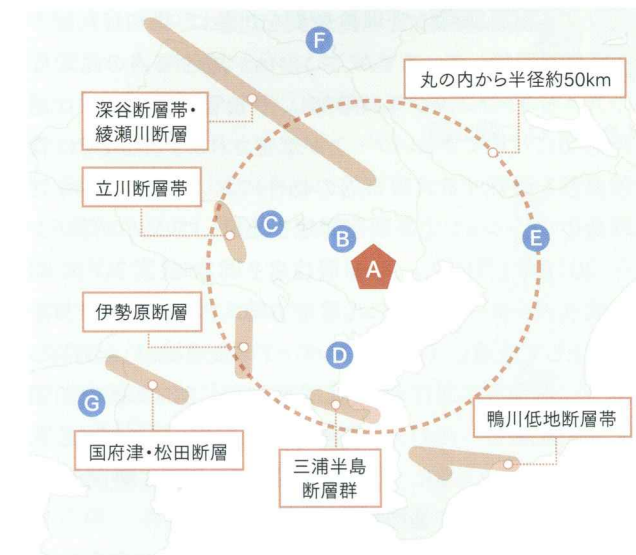 F
丸の内から半径約50km
深谷断層帯・
綾瀬川断層
立川断層帯
C
B
E
A
伊勢原断層
D
G
鴨川低地断層帯
国府津・松田断層
三浦半島
断層群